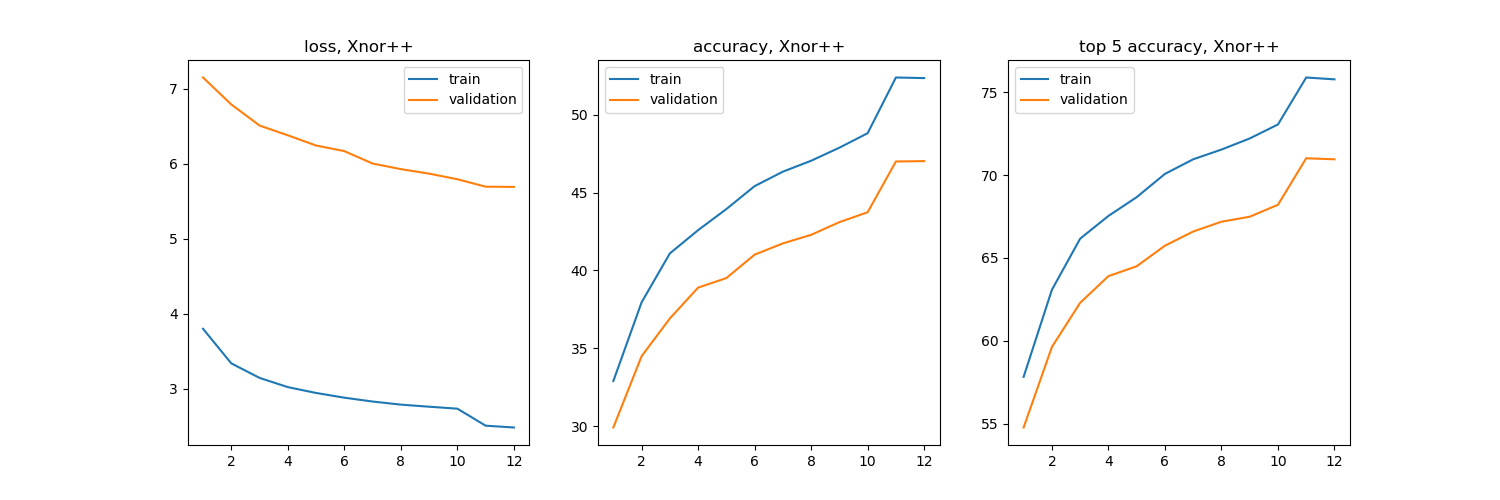 loss, Xnor++
train
validation
7
6
5
4
3
2 4 6 8 10 12
accuracy, Xnor++
train
validation
50
45
40
35
30
2 4 6 8 10 12
top 5 accuracy, Xnor++
train
validation
75
70
65
60
55
2 4 6 8 10 12